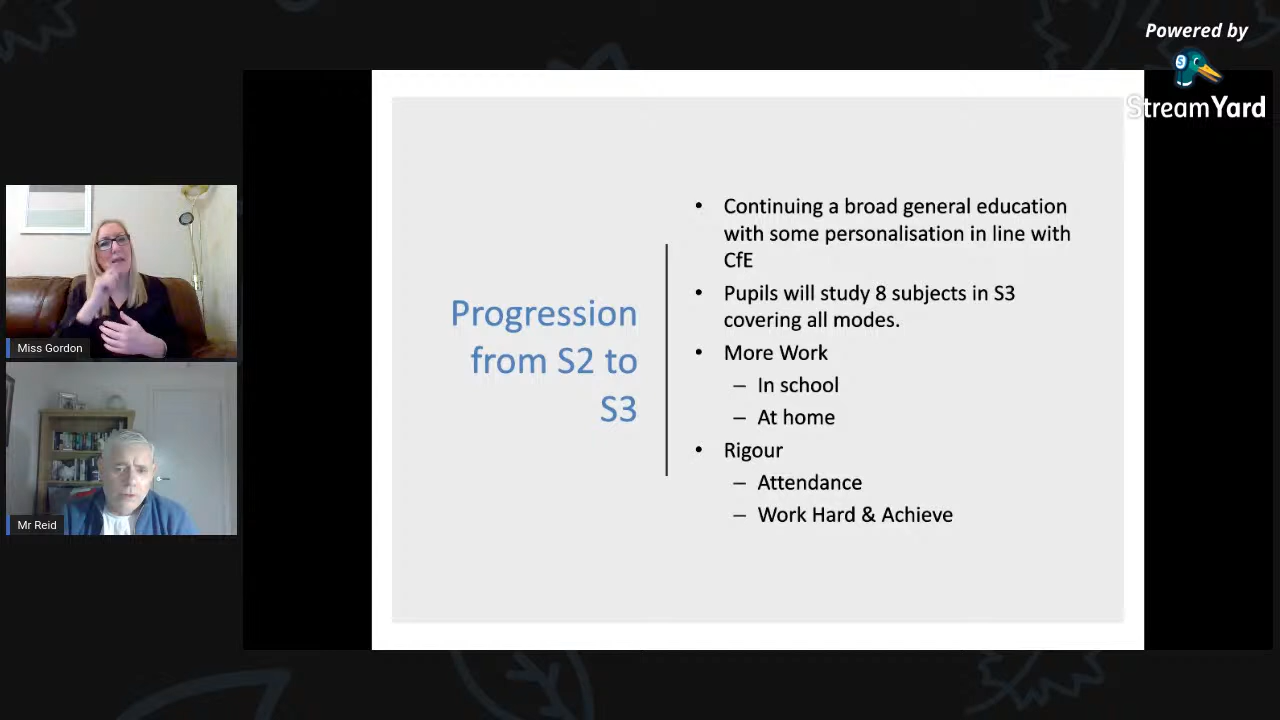 Powered by
StreamYard
Miss Gordon
Mr Reid
Progression
from S2 to
S3
• Continuing a broad general education
with some personalisation in line with
CfE
• Pupils will study 8 subjects in S3
covering all modes.
• More Work
– In school
– At home
• Rigour
– Attendance
– Work Hard & Achieve